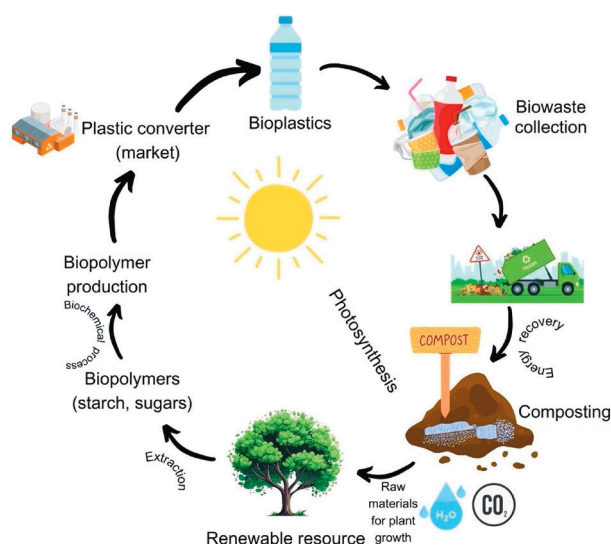 Bioplastics
Biowaste
collection
Energy recovery
COMPOST
Composting
H₂O
CO₂
Raw
materials
for plant
growth
Photosynthesis
Renewable resource
Extraction
Biopolymers
(starch, sugars)
Biochemical process
Biopolymer
production
Plastic converter
(market)